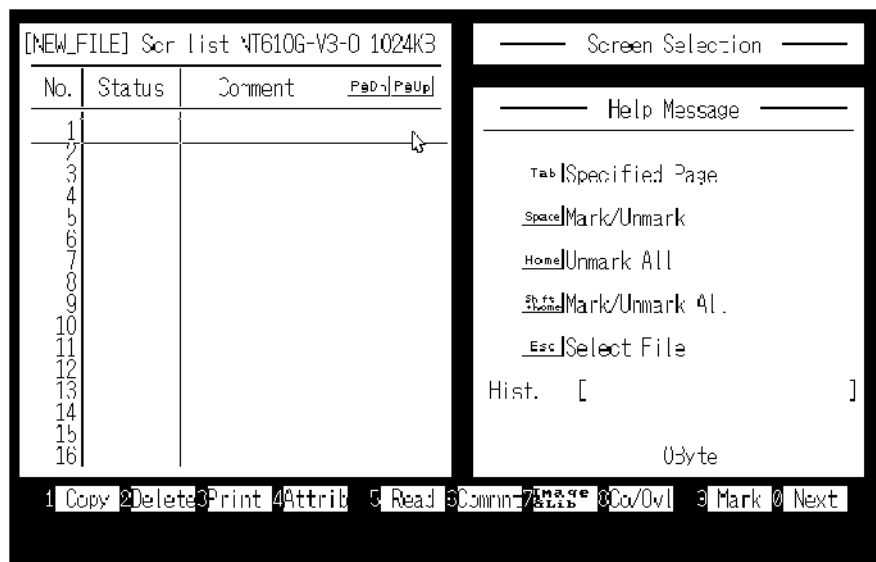 [NEW_FILE] Scr list NT610G-V3-0 1024KB
No. Status Comment PgDn PgUp
1
2
3
4
5
6
7
8
9
10
11
12
13
14
15
16
Screen Selection
Help Message
Tab Specified Page
Space Mark/Unmark
Home Unmark All
Shift+Home Mark/Unmark All
Esc Select File
Hist. [ ]
0Byte
1 Copy 2 Delete 3 Print 4 Attrib 5 Read 6 Commnt 7 Image &Lib 8 Co/Ovl 9 Mark 0 Next